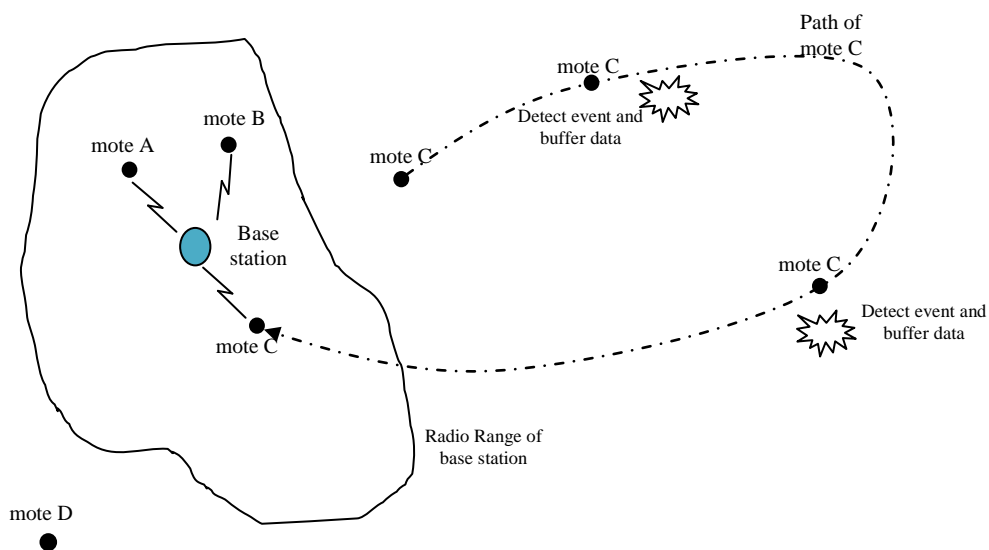 Path of
mote C
mote C
Detect event and
buffer data
mote B
mote A
mote C
Base
station
mote C
Detect event and
buffer data
mote C
Radio Range of
base station
mote D